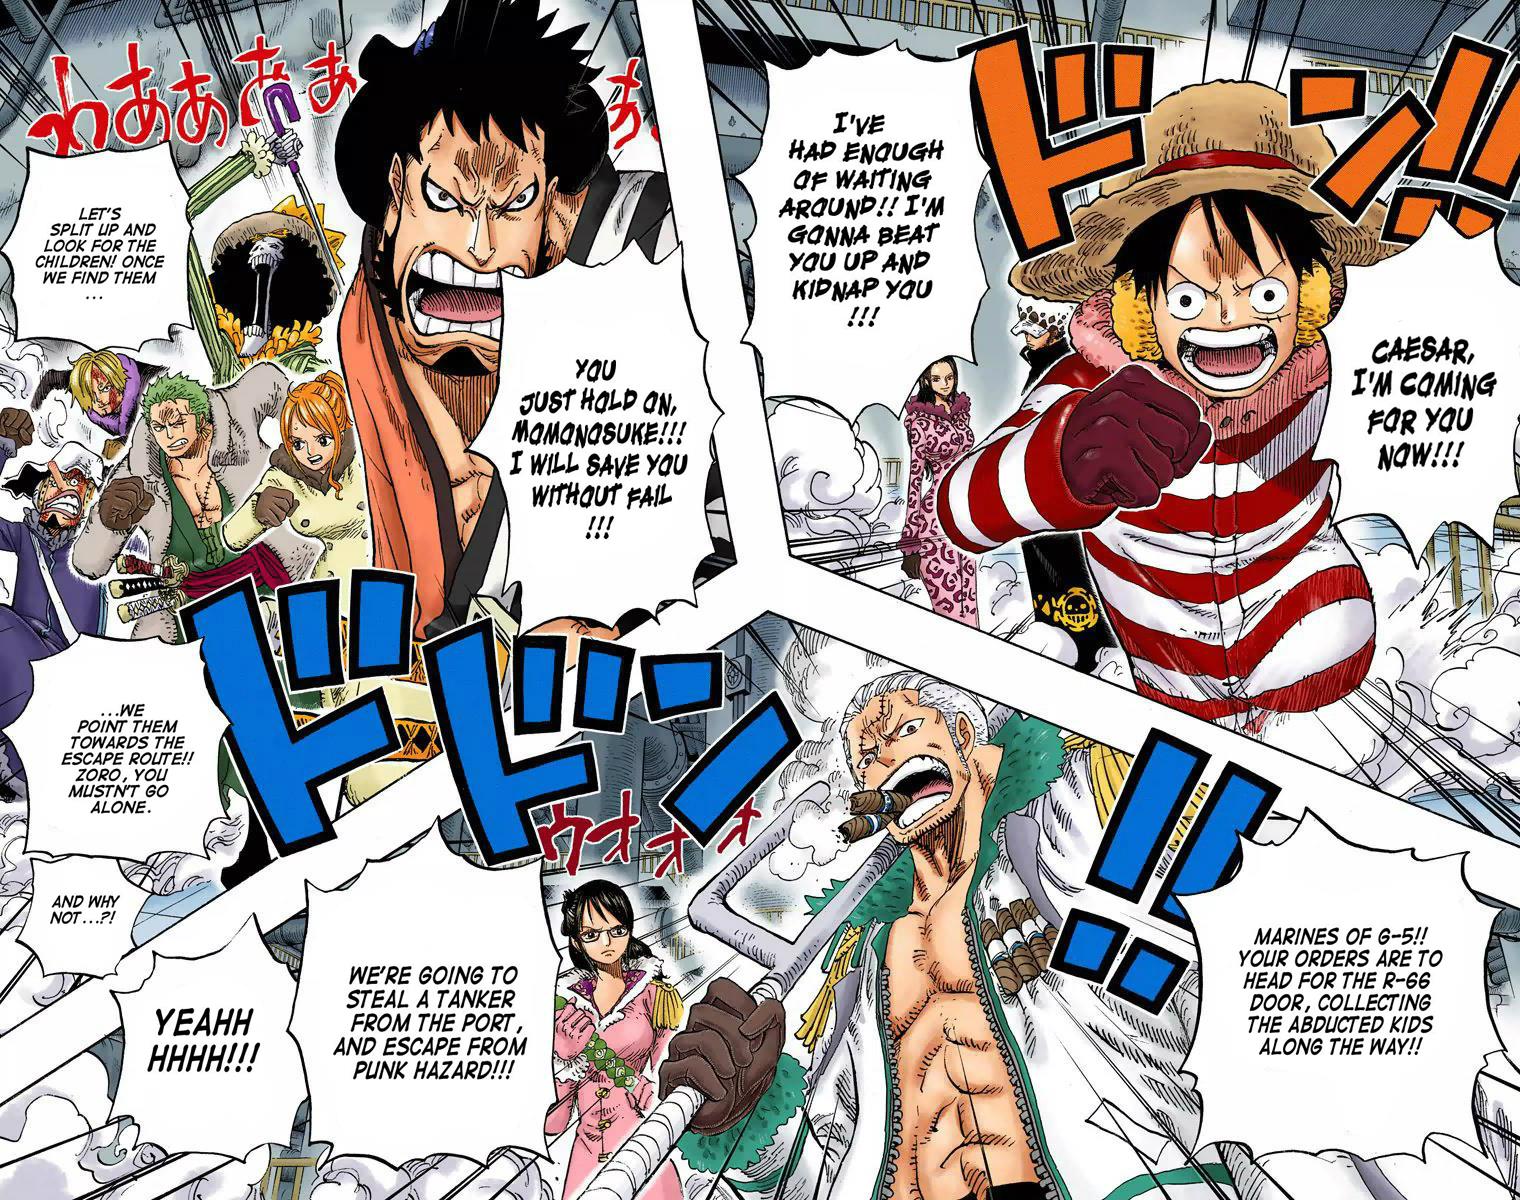 ドン!!
I'VE
HAD ENOUGH
OF WAITING
AROUND!! I'M
GONNA BEAT
YOU UP AND
KIDNAP YOU
!!!
CAESAR,
I'M COMING
FOR YOU
NOW!!!
わあああぁあ
LET'S
SPLIT UP AND
LOOK FOR THE
CHILDREN! ONCE
WE FIND THEM
...
YOU
JUST HOLD ON,
MOMONOSUKE!!!
I WILL SAVE YOU
WITHOUT FAIL
!!!
...WE
POINT THEM
TOWARDS THE
ESCAPE ROUTE!!
ZORO, YOU
MUSTN'T GO
ALONE.
AND WHY
NOT...?!
ドドン!!
ウオオオ
MARINES OF G-5!!
YOUR ORDERS ARE TO
HEAD FOR THE R-66
DOOR, COLLECTING
THE ABDUCTED KIDS
ALONG THE WAY!!
WE'RE GOING TO
STEAL A TANKER
FROM THE PORT,
AND ESCAPE FROM
PUNK HAZARD!!!
YEAHH
HHHH!!!